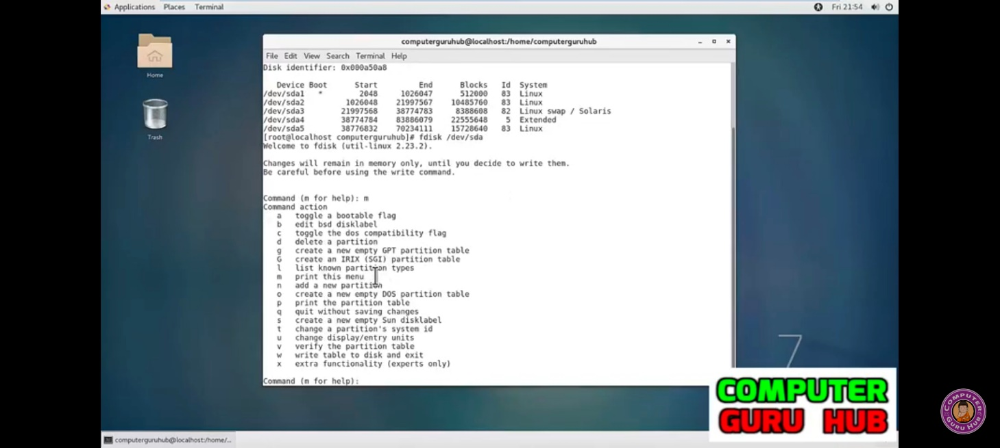 Applications Places Terminal
Fri 21:54
Home
Trash
computerguruhub@localhost:/home/computerguruhub
File Edit View Search Terminal Help
Disk identifier: 0x000a50a8
Device Boot Start End Blocks Id System
/dev/sda1 * 2048 1026047 512000 83 Linux
/dev/sda2 1026048 21997567 10485760 83 Linux
/dev/sda3 21997568 38774783 8388608 82 Linux swap / Solaris
/dev/sda4 38774784 83886079 22555648 5 Extended
/dev/sda5 38776832 70234111 15728640 83 Linux
[root@localhost computerguruhub]# fdisk /dev/sda
Welcome to fdisk (util-linux 2.23.2).
Changes will remain in memory only, until you decide to write them.
Be careful before using the write command.
Command (m for help): m
Command action
a toggle a bootable flag
b edit bsd disklabel
c toggle the dos compatibility flag
d delete a partition
g create a new empty GPT partition table
G create an IRIX (SGI) partition table
l list known partition types
m print this menu
n add a new partition
o create a new empty DOS partition table
p print the partition table
q quit without saving changes
s create a new empty Sun disklabel
t change a partition's system id
u change display/entry units
v verify the partition table
w write table to disk and exit
x extra functionality (experts only)
Command (m for help):
7
COMPUTER
GURU HUB
COMPUTER
GURU HUB
computerguruhub@localhost:/home/...